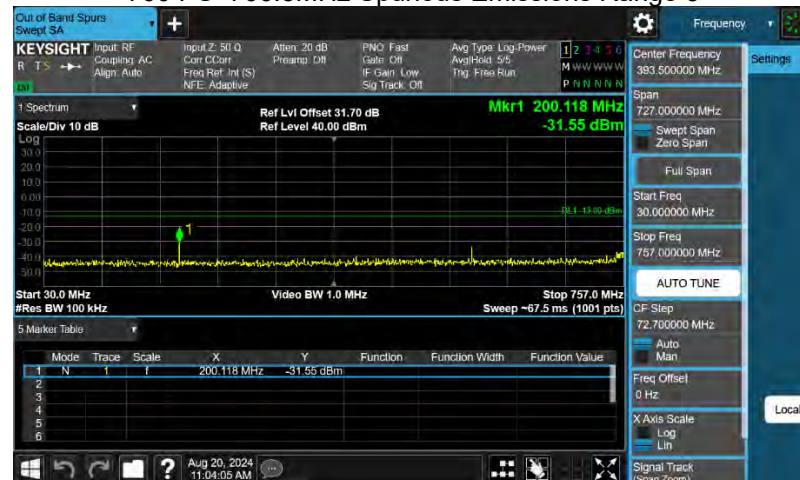 Out of Band Spurs
Swept SA
Frequency
KEYSIGHT
R T S
Input: RF
Coupling: AC
Align: Auto
Input Z: 50 Ω
Corr CCorr
Freq Ref: Int (S)
NFE: Adaptive
Atten: 20 dB
Preamp: Off
PNO: Fast
Gate: Off
IF Gain: Low
Sig Track: Off
Avg Type: Log-Power
Avg|Hold: 5/5
Trig: Free Run
1 2 3 4 5 6
M W W W W W
P N N N N N
Center Frequency
393.500000 MHz
Settings
1 Spectrum
Scale/Div 10 dB
Ref Lvl Offset 31.70 dB
Ref Level 40.00 dBm
Mkr1 200.118 MHz
-31.55 dBm
Log
30.0
20.0
10.0
0.00
-10.0
-20.0
-30.0
-40.0
-50.0
DL1 -13.00 dBm
1
Start 30.0 MHz
#Res BW 100 kHz
Video BW 1.0 MHz
Stop 757.0 MHz
Sweep ~67.5 ms (1001 pts)
Span
727.000000 MHz
Swept Span
Zero Span
Full Span
Start Freq
30.000000 MHz
Stop Freq
757.000000 MHz
AUTO TUNE
CF Step
72.700000 MHz
Auto
Man
Freq Offset
0 Hz
X Axis Scale
Log
Lin
Signal Track
(Span Zoom)
Local
5 Marker Table
Mode Trace Scale X Y Function Function Width Function Value
1 N 1 f 200.118 MHz -31.55 dBm
2
3
4
5
6
Aug 20, 2024
11:04:05 AM